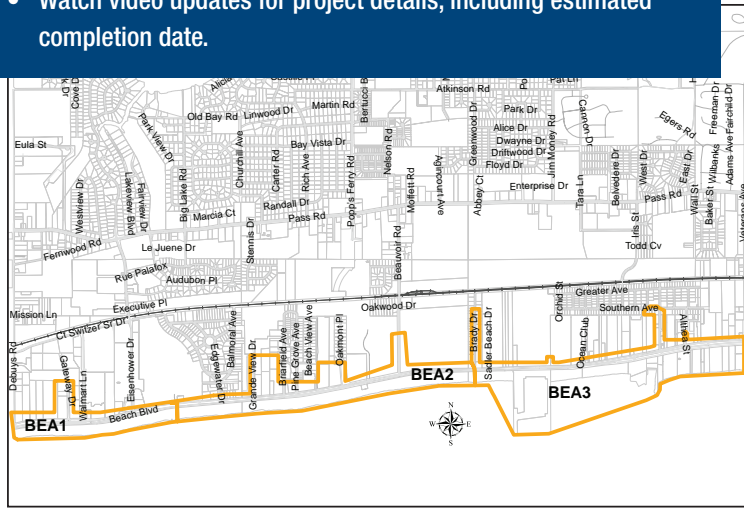 • Watch video updates for project details, including estimated
completion date.
Atkinson Rd
Martin Rd
Old Bay Rd
Linwood Dr
Park Dr
Cannon Dr
Egers Rd
Freeman Dr
Fairchild Dr
Park View Dr
Churchill Ave
Nelson Rd
Greenwood Dr
Alice Dr
Dwayne Dr
Driftwood Dr
Floyd Dr
Jim Money Rd
Eula St
Bay Vista Dr
Carter Rd
Rich Ave
Popp's Ferry Rd
Moffett Rd
Agincourt Ave
Abbey Ct
Enterprise Dr
Tara Ln
Belvedere Dr
West Dr
East Dr
Wall St
Baker St
Wilbanks
Adams Ave
Westview Dr
Lakeview Blvd
Fairview Dr
Big Lake Rd
Marcia Ct
Randall Dr
Pass Rd
Pass Rd
Iris St
Veterans Ave
Fernwood Rd
Le Juene Dr
Stennis Dr
Beauvoir Rd
Todd Cv
Rue Palafox
Audubon Pl
Mission Ln
Executive Pl
Oakwood Dr
Orchid St
Greater Ave
Southern Ave
Ct Switzer Sr Dr
Debuys Rd
Gateway Dr
Walmart Ln
Eisenhower Dr
Edgewater Dr
Balmoral Ave
Grande View Dr
Briarfield Ave
Pine Grove Ave
Beach View Ave
Oakmont Pl
Brady Dr
Sadler Beach Dr
Ocean Club
Althea St
BEA1
Beach Blvd
BEA2
BEA3
N
W
E
S